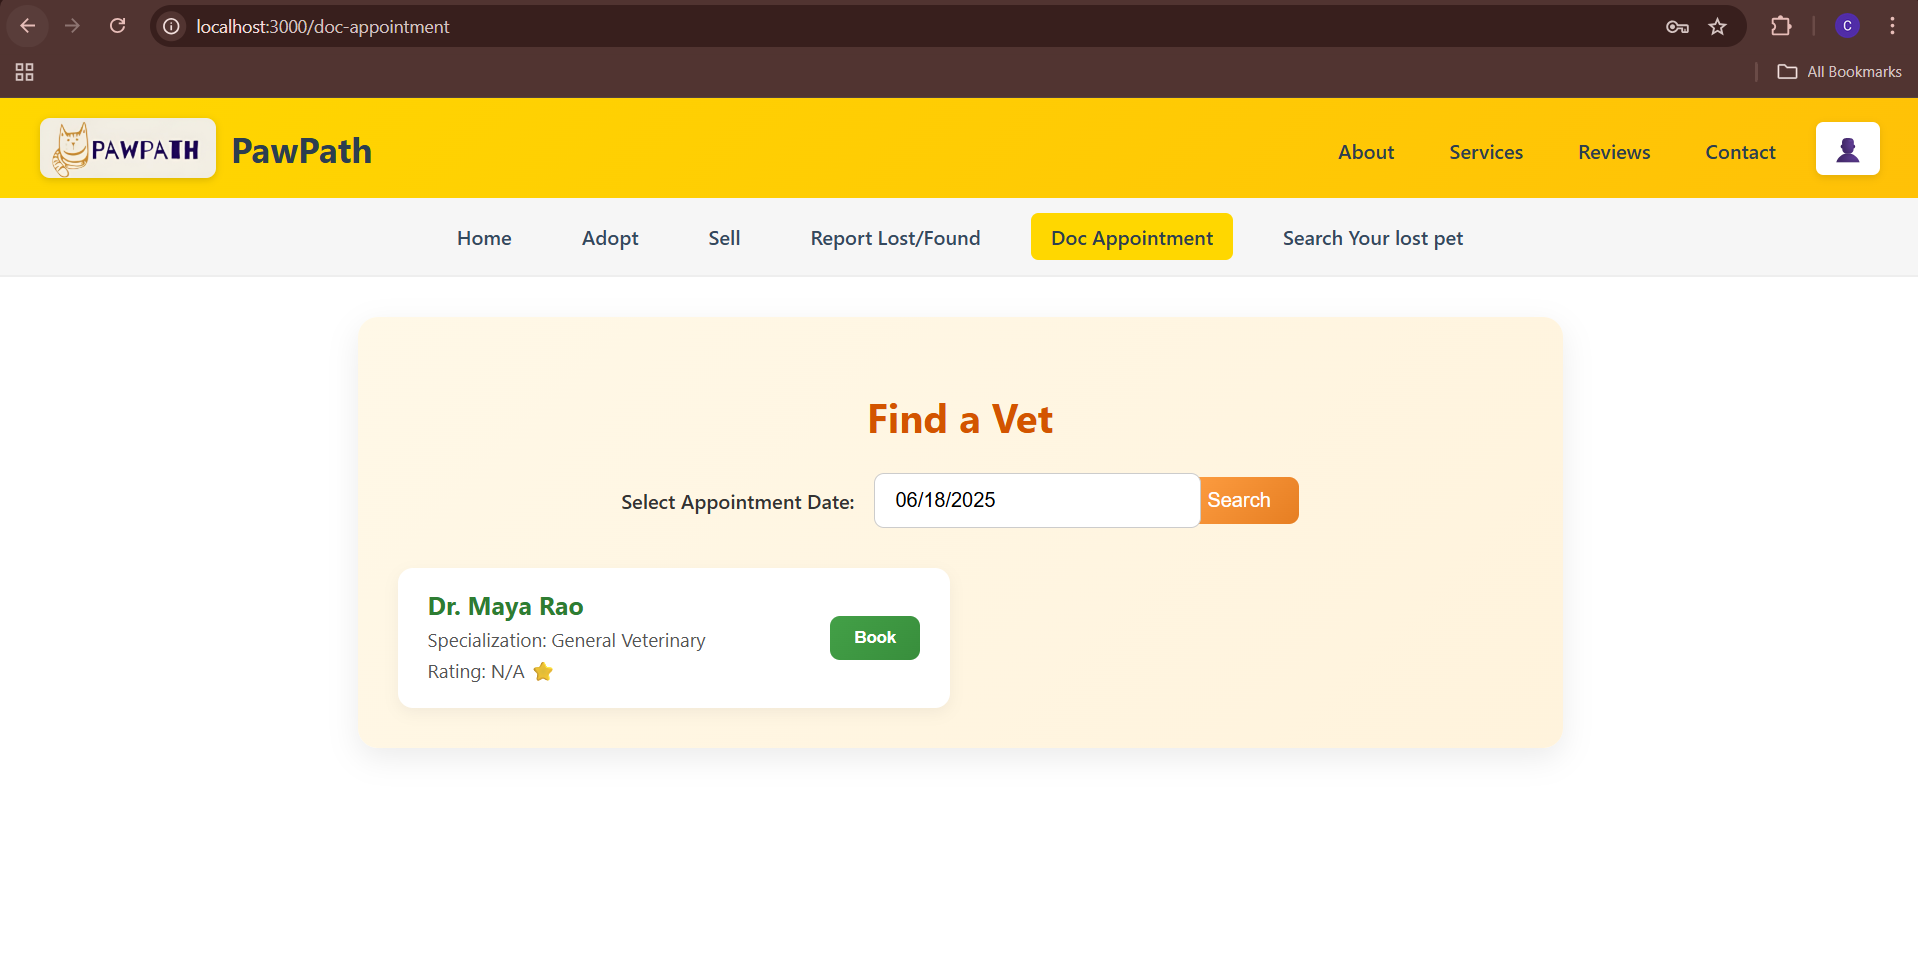 localhost:3000/doc-appointment
C
All Bookmarks
PAWPATH
PawPath
About
Services
Reviews
Contact
Home
Adopt
Sell
Report Lost/Found
Doc Appointment
Search Your lost pet
Find a Vet
Select Appointment Date:
06/18/2025
Search
Dr. Maya Rao
Specialization: General Veterinary
Rating: N/A ⭐
Book